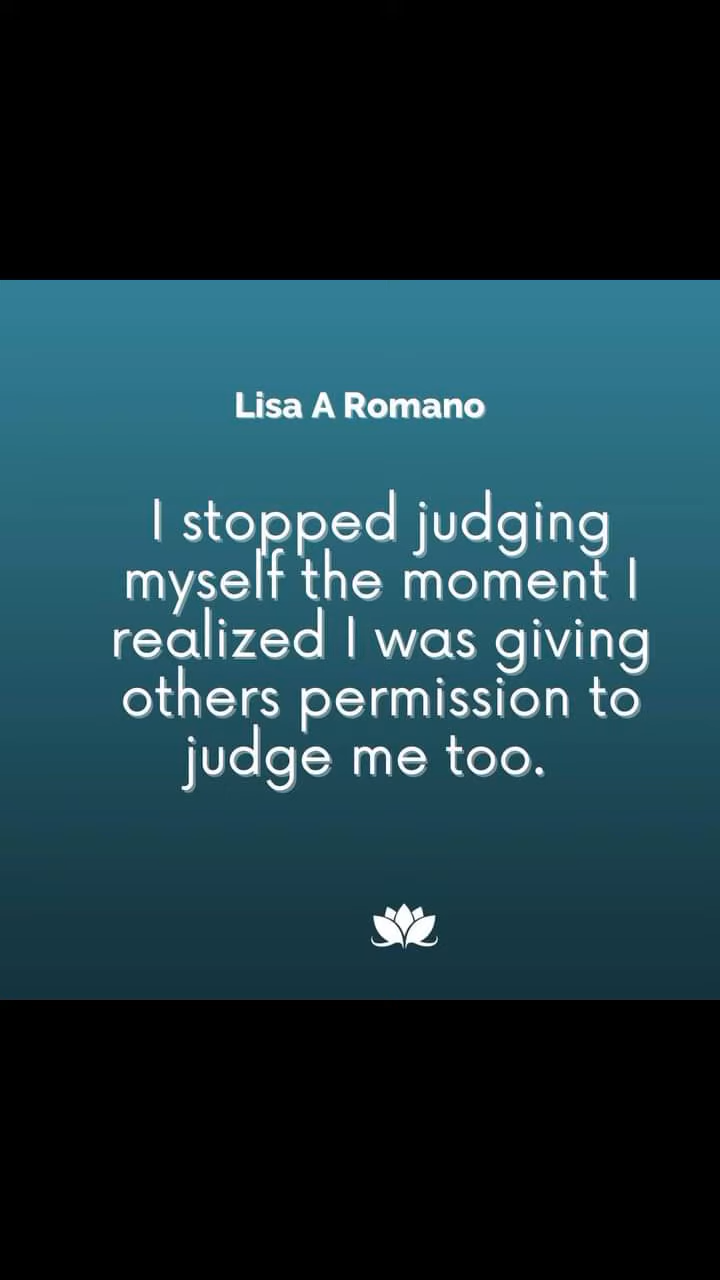 Lisa A Romano
I stopped judging
myself the moment I
realized I was giving
others permission to
judge me too.